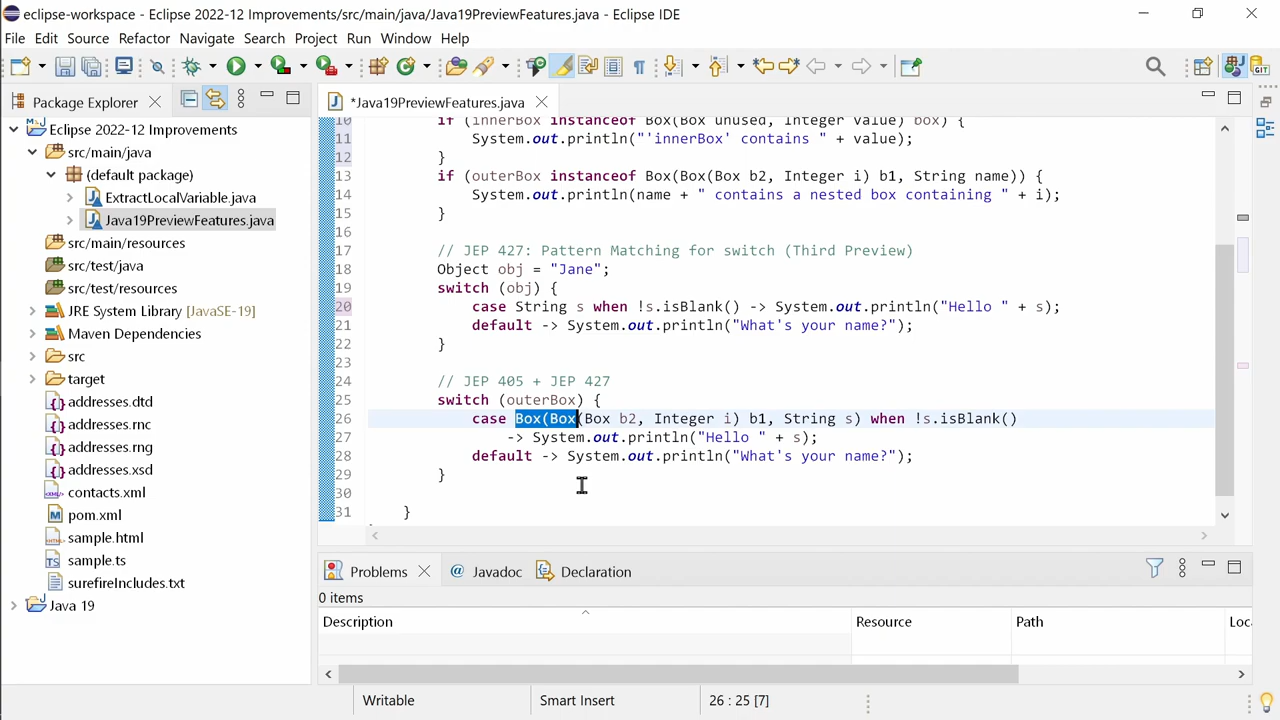 eclipse-workspace - Eclipse 2022-12 Improvements/src/main/java/Java19PreviewFeatures.java - Eclipse IDE
File Edit Source Refactor Navigate Search Project Run Window Help
Package Explorer
Eclipse 2022-12 Improvements
src/main/java
(default package)
ExtractLocalVariable.java
Java19PreviewFeatures.java
src/main/resources
src/test/java
src/test/resources
JRE System Library [JavaSE-19]
Maven Dependencies
src
target
addresses.dtd
addresses.rnc
addresses.rng
addresses.xsd
contacts.xml
pom.xml
sample.html
sample.ts
surefireIncludes.txt
Java 19
*Java19PreviewFeatures.java
10 if (innerBox instanceof Box(Box unused, Integer value) box) {
11 System.out.println("'innerBox' contains " + value);
12 }
13 if (outerBox instanceof Box(Box(Box b2, Integer i) b1, String name)) {
14 System.out.println(name + " contains a nested box containing " + i);
15 }
16
17 // JEP 427: Pattern Matching for switch (Third Preview)
18 Object obj = "Jane";
19 switch (obj) {
20 case String s when !s.isBlank() -> System.out.println("Hello " + s);
21 default -> System.out.println("What's your name?");
22 }
23
24 // JEP 405 + JEP 427
25 switch (outerBox) {
26 case Box(Box(Box b2, Integer i) b1, String s) when !s.isBlank()
27 -> System.out.println("Hello " + s);
28 default -> System.out.println("What's your name?");
29 }
30
31 }
Problems @ Javadoc Declaration
0 items
Description Resource Path Loc
Writable Smart Insert 26 : 25 [7]